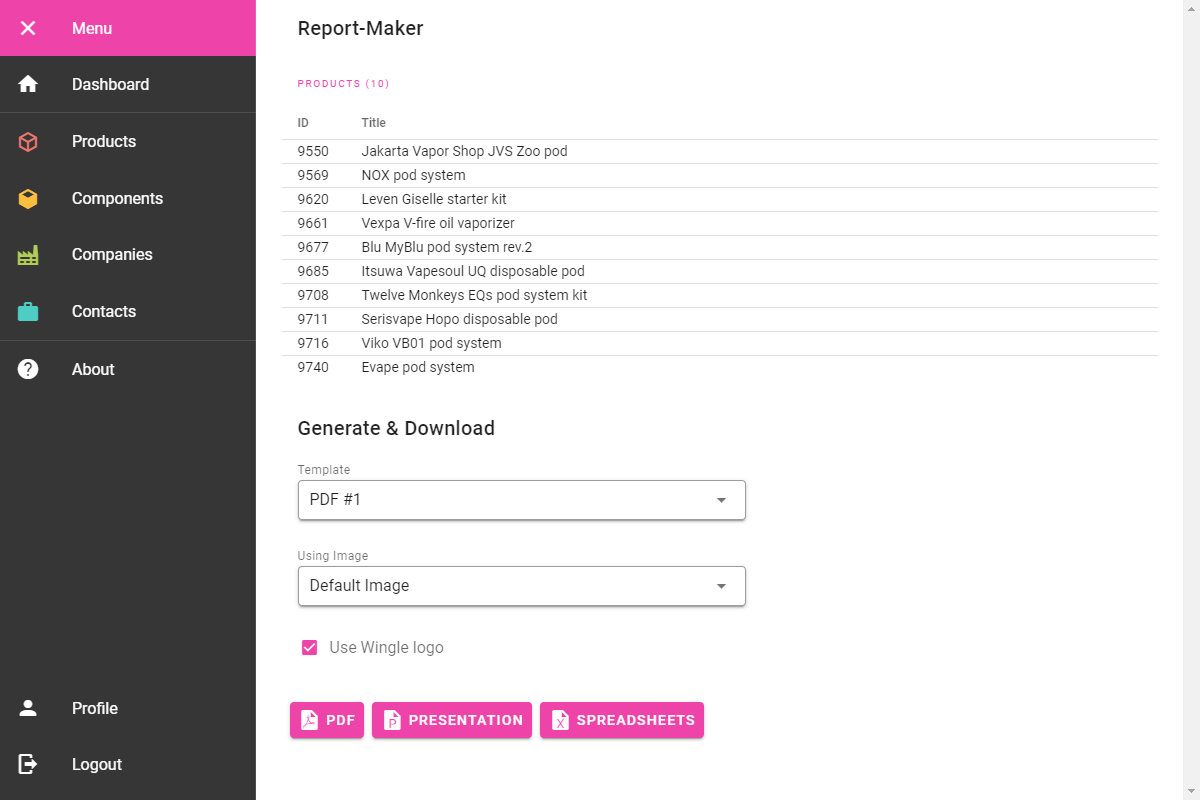 Menu
Dashboard
Products
Components
Companies
Contacts
About
Profile
Logout
Report-Maker
PRODUCTS (10)
ID Title
9550 Jakarta Vapor Shop JVS Zoo pod
9569 NOX pod system
9620 Leven Giselle starter kit
9661 Vexpa V-fire oil vaporizer
9677 Blu MyBlu pod system rev.2
9685 Itsuwa Vapesoul UQ disposable pod
9708 Twelve Monkeys EQs pod system kit
9711 Serisvape Hopo disposable pod
9716 Viko VB01 pod system
9740 Evape pod system
Generate & Download
Template
PDF #1
Using Image
Default Image
Use Wingle logo
PDF PRESENTATION SPREADSHEETS